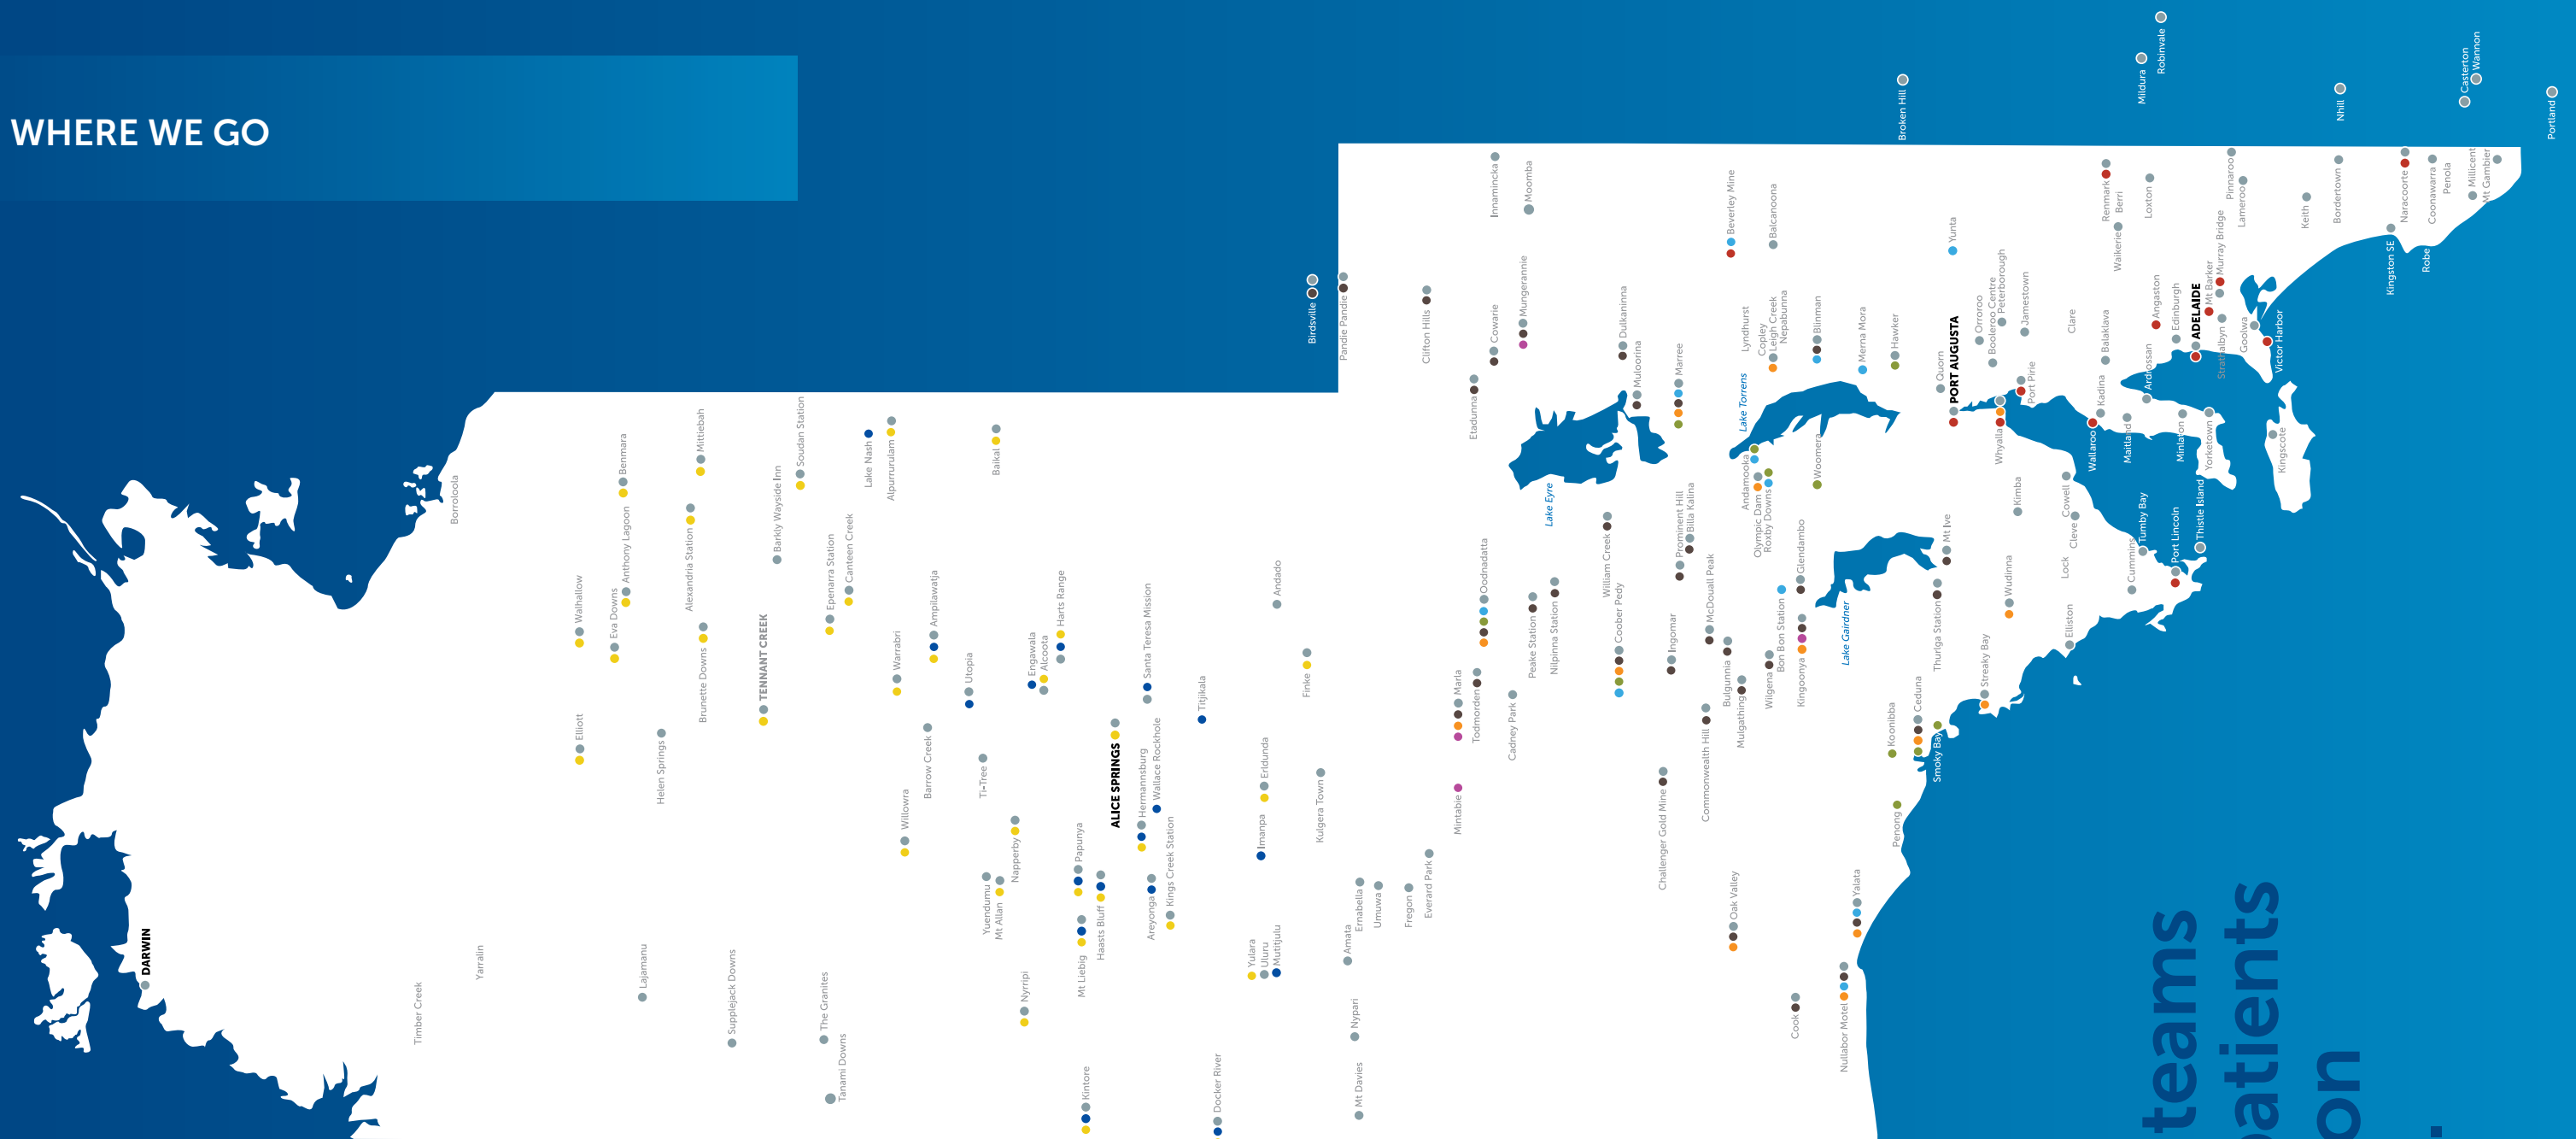 WHERE WE GO
Robinvale
Mildura
Broken Hill
Nhill
Casterton
Wannon
Portland
Innamincka
Moomba
Beverley Mine
Balcanoona
Yunta
Renmark
Berri
Waikerie
Loxton
Pinnaroo
Lameroo
Keith
Bordertown
Naracoorte
Coonawarra
Penola
Millicent
Mt Gambier
Kingston SE
Robe
Birdsville
Pandie Pandie
Clifton Hills
Cowarie
Mungerannie
Dulkaninna
Etadunna
Mulloorina
Marree
Lyndhurst
Copley
Leigh Creek
Nepabunna
Blinman
Merna Mora
Hawker
Quorn
PORT AUGUSTA
Orroroo
Booleroo Centre
Peterborough
Jamestown
Clare
Balaklava
Port Pirie
Angaston
Edinburgh
ADELAIDE
Mt Barker
Murray Bridge
Strathalbyn
Goolwa
Victor Harbor
Ardrossan
Kadina
Wallaroo
Maitland
Minlaton
Yorketown
Kingscote
Whyalla
Lake Torrens
Lake Eyre
Andamooka
Olympic Dam
Roxby Downs
Woomera
Kimba
Cowell
Cleve
Lock
Cummins
Tumby Bay
Port Lincoln
Thistle Island
Elliston
Wudinna
Mt Ive
Thurlga Station
Streaky Bay
Smoky Bay
Ceduna
Koonibba
Penong
Lake Gairdner
Glendambo
Bon Bon Station
Kingoonya
Wilgena
Mulgathing
Bulgunnia
McDouall Peak
Commonwealth Hill
Prominent Hill
Billa Kalina
Ingomar
Challenger Gold Mine
William Creek
Coober Pedy
Nilpinna Station
Peake Station
Oodnadatta
Todmorden
Cadney Park
Marla
Mintabie
Oak Valley
Yalata
Cook
Nullabor Motel
Everard Park
Fregon
Umuwa
Ernabella
Amata
Nypari
Mt Davies
Borroloola
Benmara
Mittiebah
Soudan Station
Barkly Wayside Inn
Lake Nash
Alpurrurulam
Baikal
Anthony Lagoon
Alexandria Station
Walhallow
Eva Downs
Brunette Downs
TENNANT CREEK
Epenarra Station
Canteen Creek
Warrabri
Ampilawatja
Utopia
Engawala
Alcoota
Harts Range
Santa Teresa Mission
Titjikala
Andado
Finke
Elliott
Helen Springs
Barrow Creek
Ti-Tree
Willowra
ALICE SPRINGS
Hermannsburg
Wallace Rockhole
Erldunda
Kulgera Town
Imanpa
Napperby
Yuendumu
Mt Allan
Papunya
Haasts Bluff
Mt Liebig
Areyonga
Kings Creek Station
Yulara
Uluru
Mutitjulu
Nyrripi
Kintore
Docker River
DARWIN
Timber Creek
Yarralin
Lajamanu
Supplejack Downs
The Granites
Tanami Downs
teams
patients
on